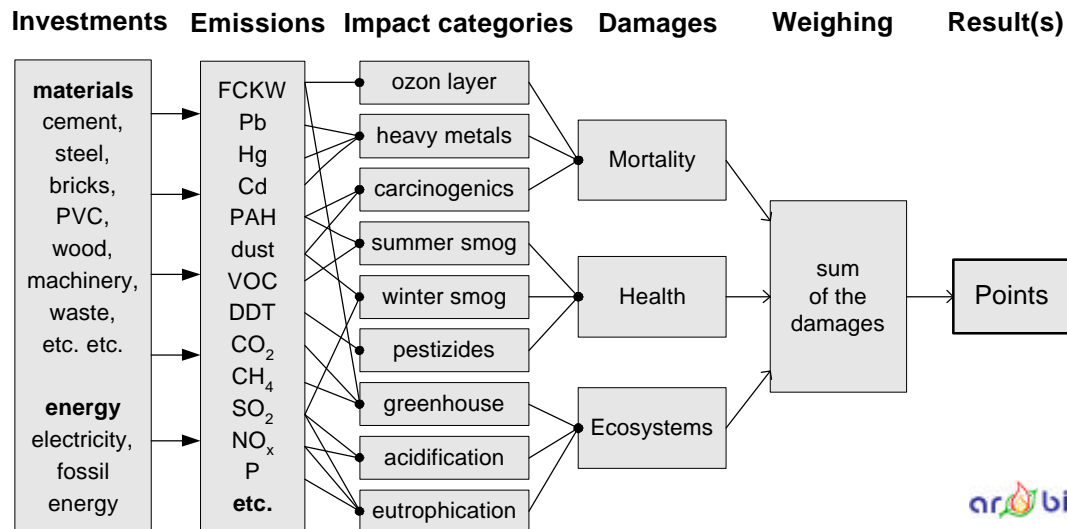 Investments
Emissions
Impact categories
Damages
Weighing
Result(s)
materials
cement,
steel,
bricks,
PVC,
wood,
machinery,
waste,
etc. etc.
energy
electricity,
fossil
energy
FCKW
Pb
Hg
Cd
PAH
dust
VOC
DDT
CO₂
CH₄
SO₂
NOₓ
P
etc.
ozon layer
heavy metals
carcinogenics
summer smog
winter smog
pestizides
greenhouse
acidification
eutrophication
Mortality
Health
Ecosystems
sum
of the
damages
Points